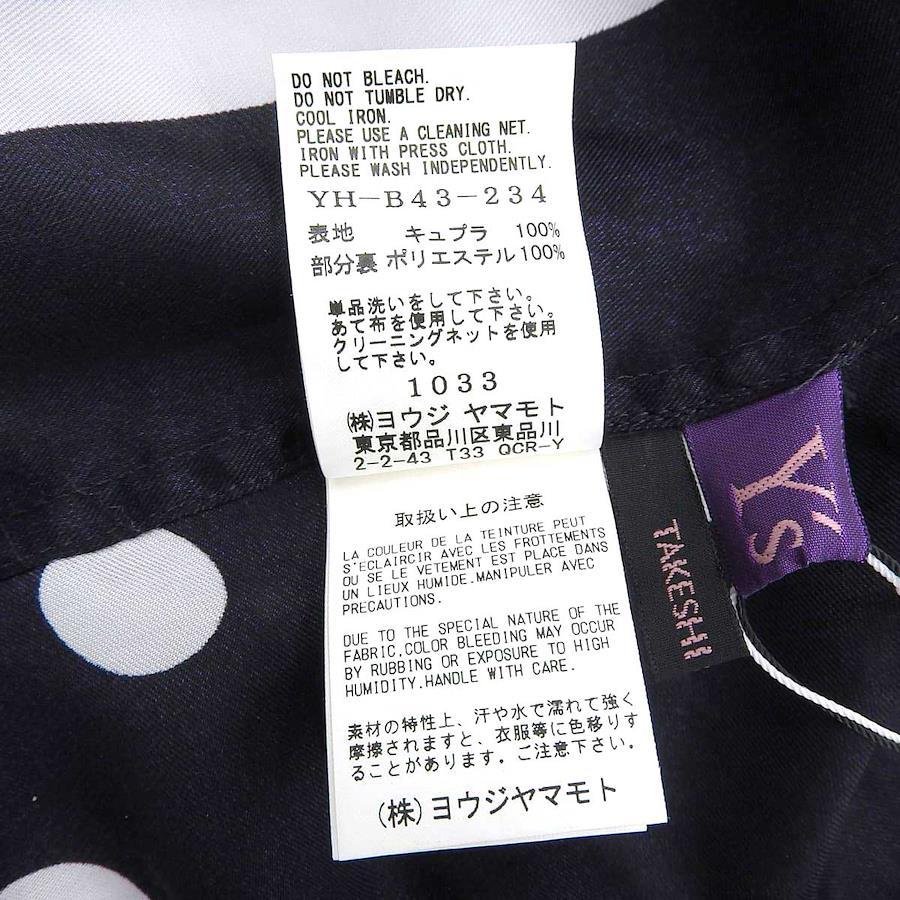 DO NOT BLEACH.
DO NOT TUMBLE DRY.
COOL IRON.
PLEASE USE A CLEANING NET.
IRON WITH PRESS CLOTH.
PLEASE WASH INDEPENDENTLY.
YH-B43-234
表地 キュプラ 100%
部分裏 ポリエステル100%
単品洗いをして下さい。
あて布を使用して下さい。
クリーニングネットを使用
して下さい。
1033
㈱ヨウジ ヤマモト
東京都品川区東品川
2-2-43 T33 QCR-Y
取扱い上の注意
LA COULEUR DE LA TEINTURE PEUT
S'ECLAIRCIR AVEC LES FROTTEMENTS
OU SE LE VETEMENT EST PLACE DANS
UN LIEUX HUMIDE.MANIPULER AVEC
PRECAUTIONS.
DUE TO THE SPECIAL NATURE OF THE
FABRIC,COLOR BLEEDING MAY OCCUR
BY RUBBING OR EXPOSURE TO HIGH
HUMIDITY.HANDLE WITH CARE.
素材の特性上、汗や水で濡れて強く
摩擦されますと、衣服等に色移りす
ることがあります。ご注意下さい。
(株)ヨウジヤマモト
Y's
TAKESHI